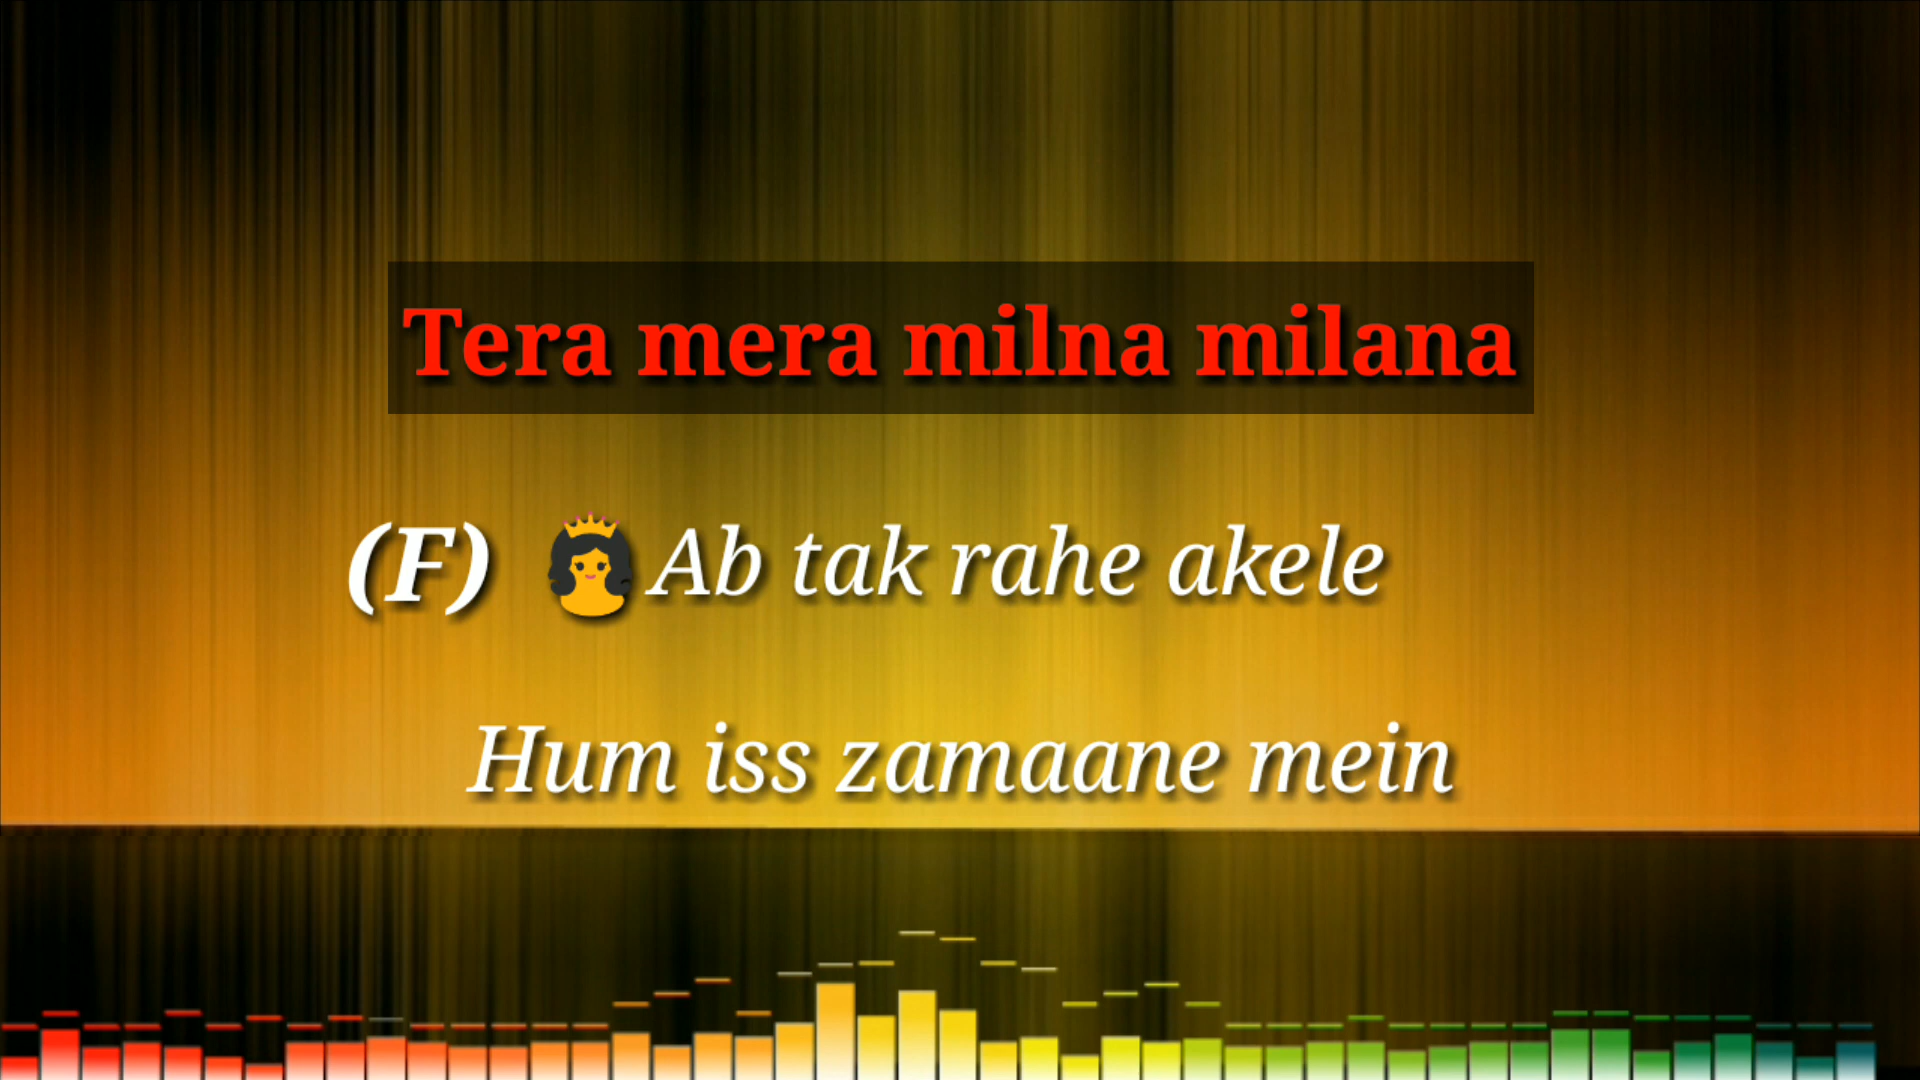 Tera mera milna milana
(F) 👸Ab tak rahe akele
Hum iss zamaane mein